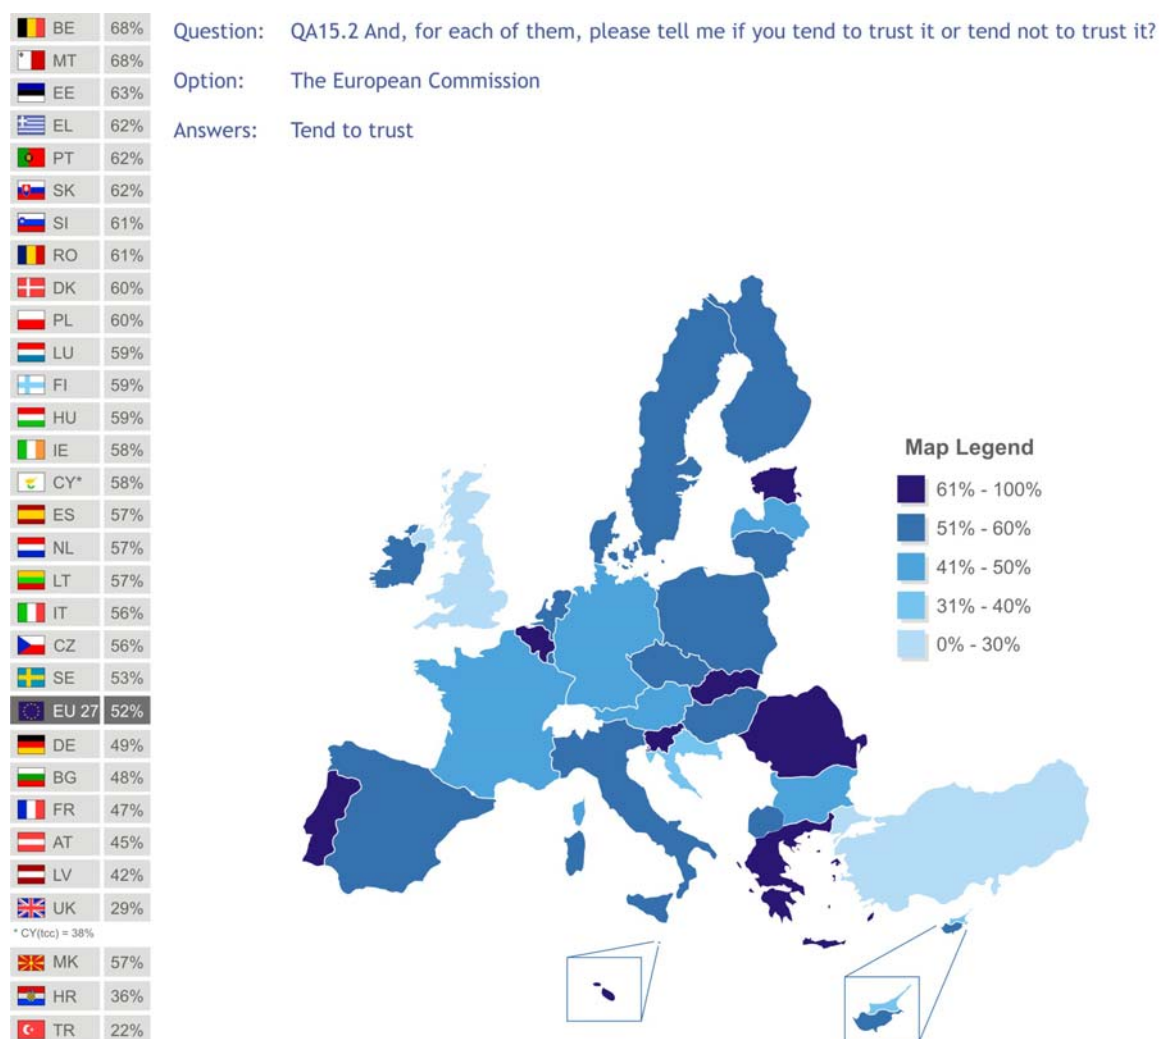 Question: QA15.2 And, for each of them, please tell me if you tend to trust it or tend not to trust it?
Option: The European Commission
Answers: Tend to trust
BE 68%
MT 68%
EE 63%
EL 62%
PT 62%
SK 62%
SI 61%
RO 61%
DK 60%
PL 60%
LU 59%
FI 59%
HU 59%
IE 58%
CY* 58%
ES 57%
NL 57%
LT 57%
IT 56%
CZ 56%
SE 53%
EU 27 52%
DE 49%
BG 48%
FR 47%
AT 45%
LV 42%
UK 29%
* CY(tcc) = 38%
MK 57%
HR 36%
TR 22%
Map Legend
61% - 100%
51% - 60%
41% - 50%
31% - 40%
0% - 30%